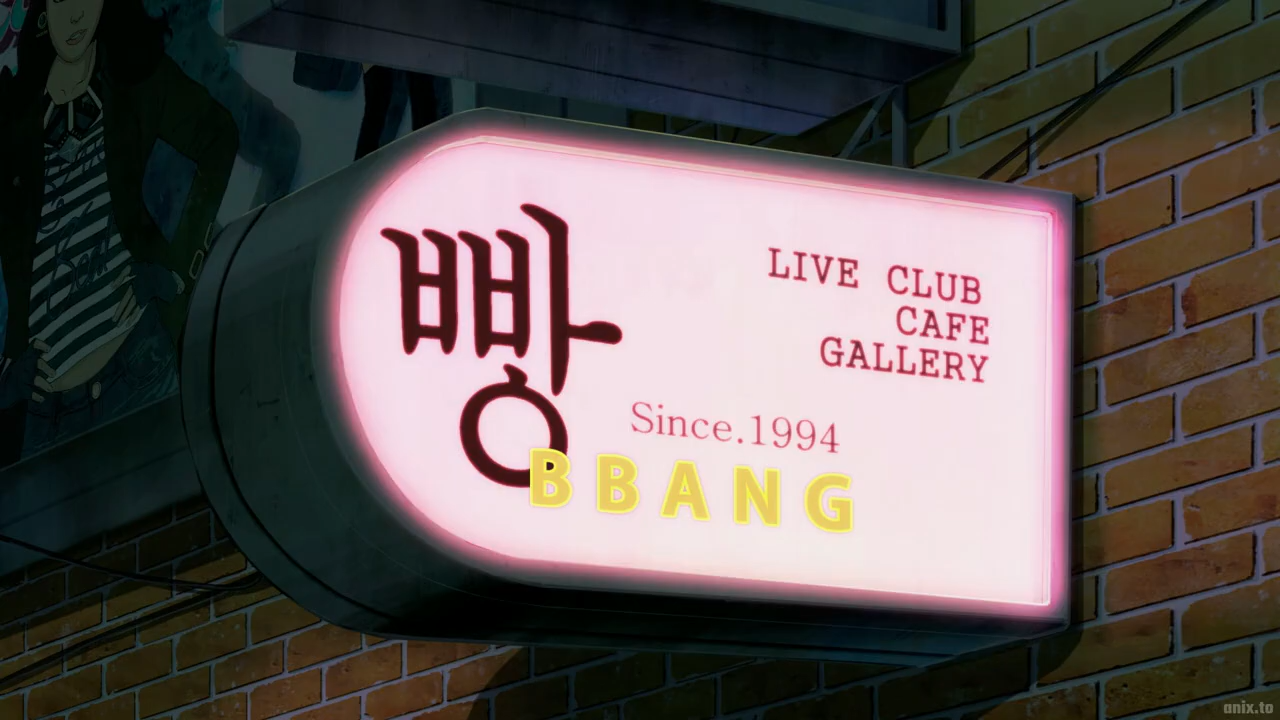 빵
LIVE CLUB
CAFE
GALLERY
Since.1994
BBANG
anix.to